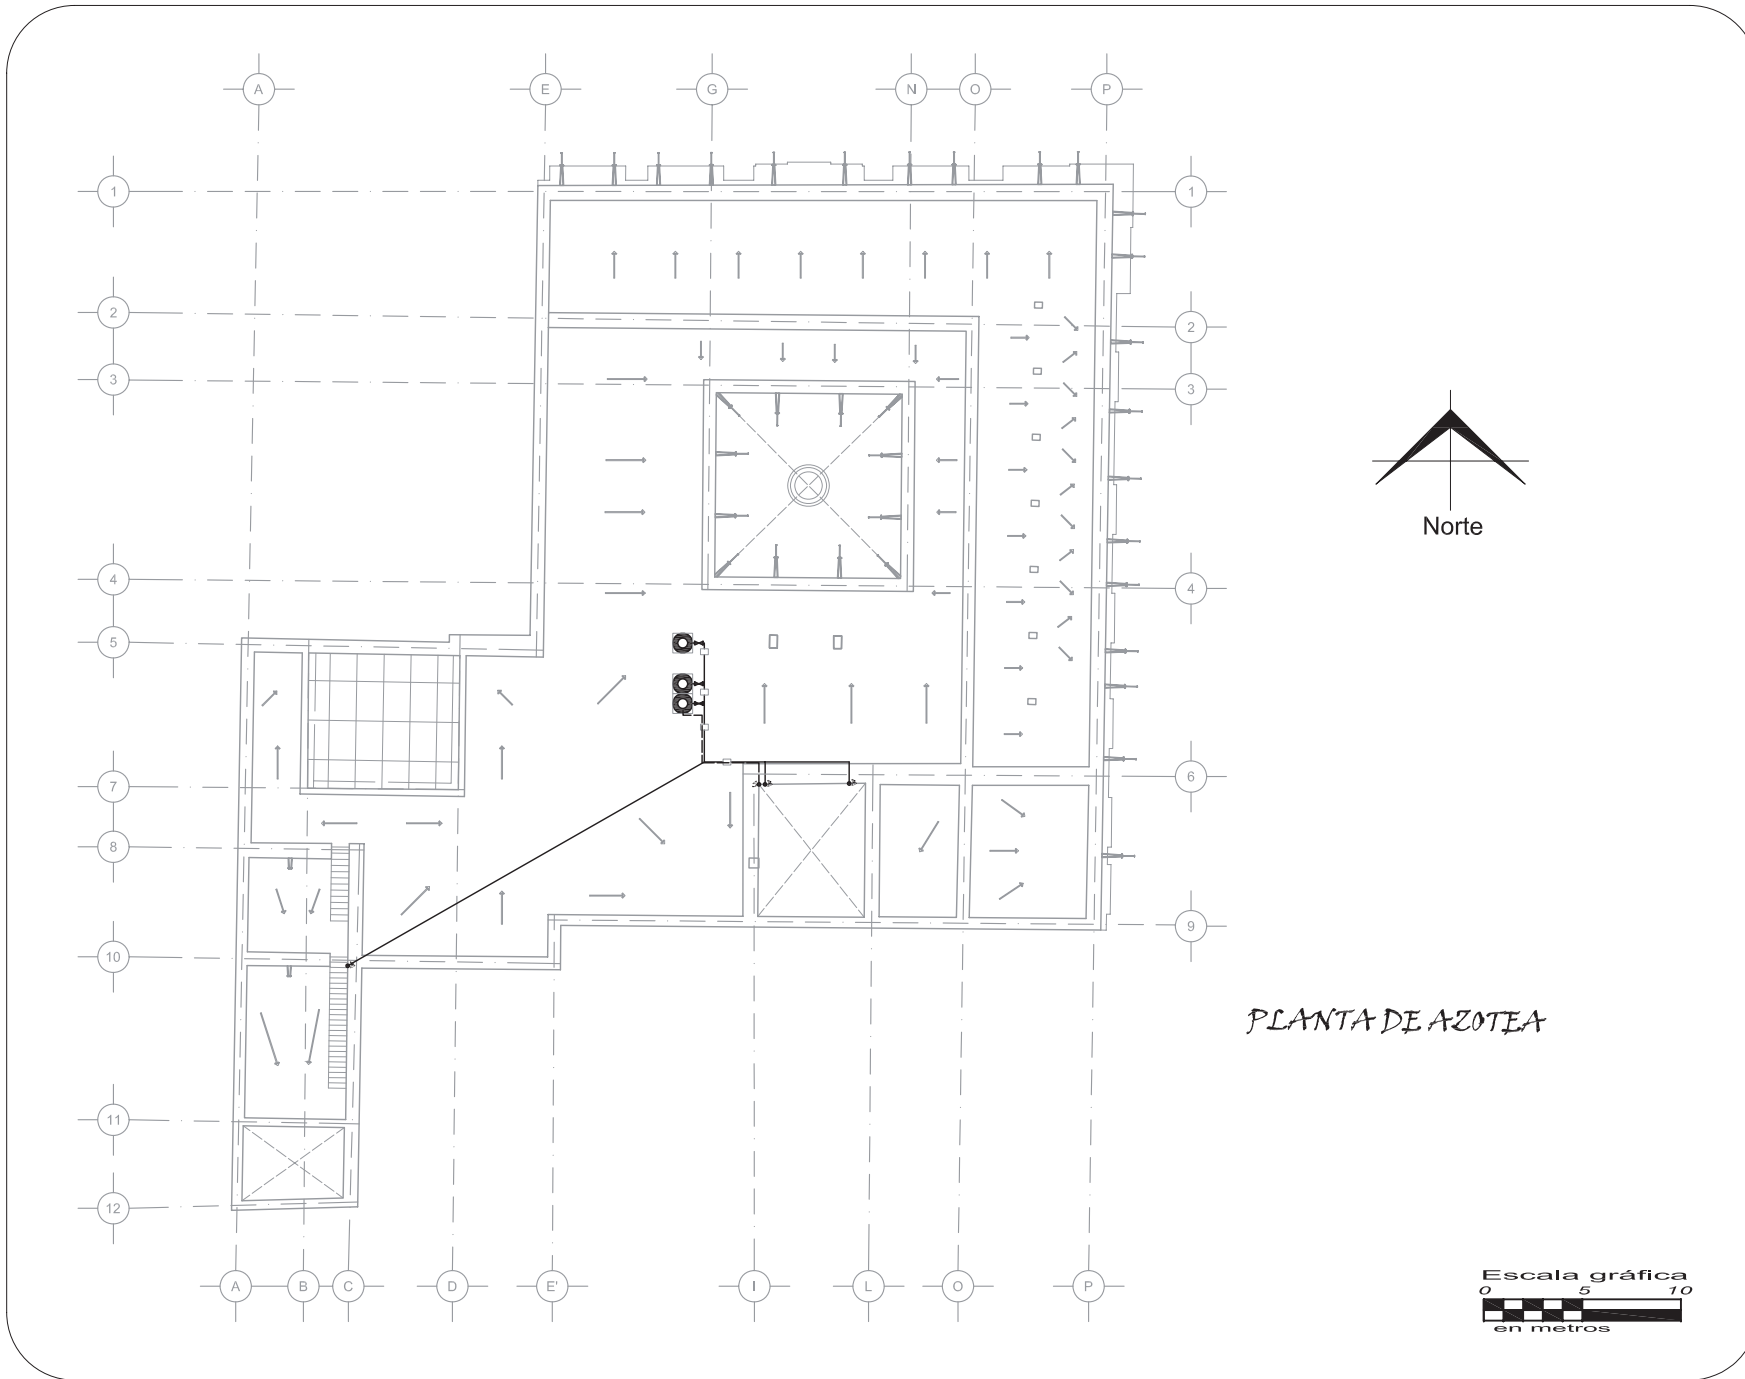 A E G N O P
1 1
2 2
3 3
Norte
4 4
5
7 6
8
9
10
PLANTA DE AZOTEA
11
12
A B C D E' I L O P
Escala gráfica
0 5 10
en metros